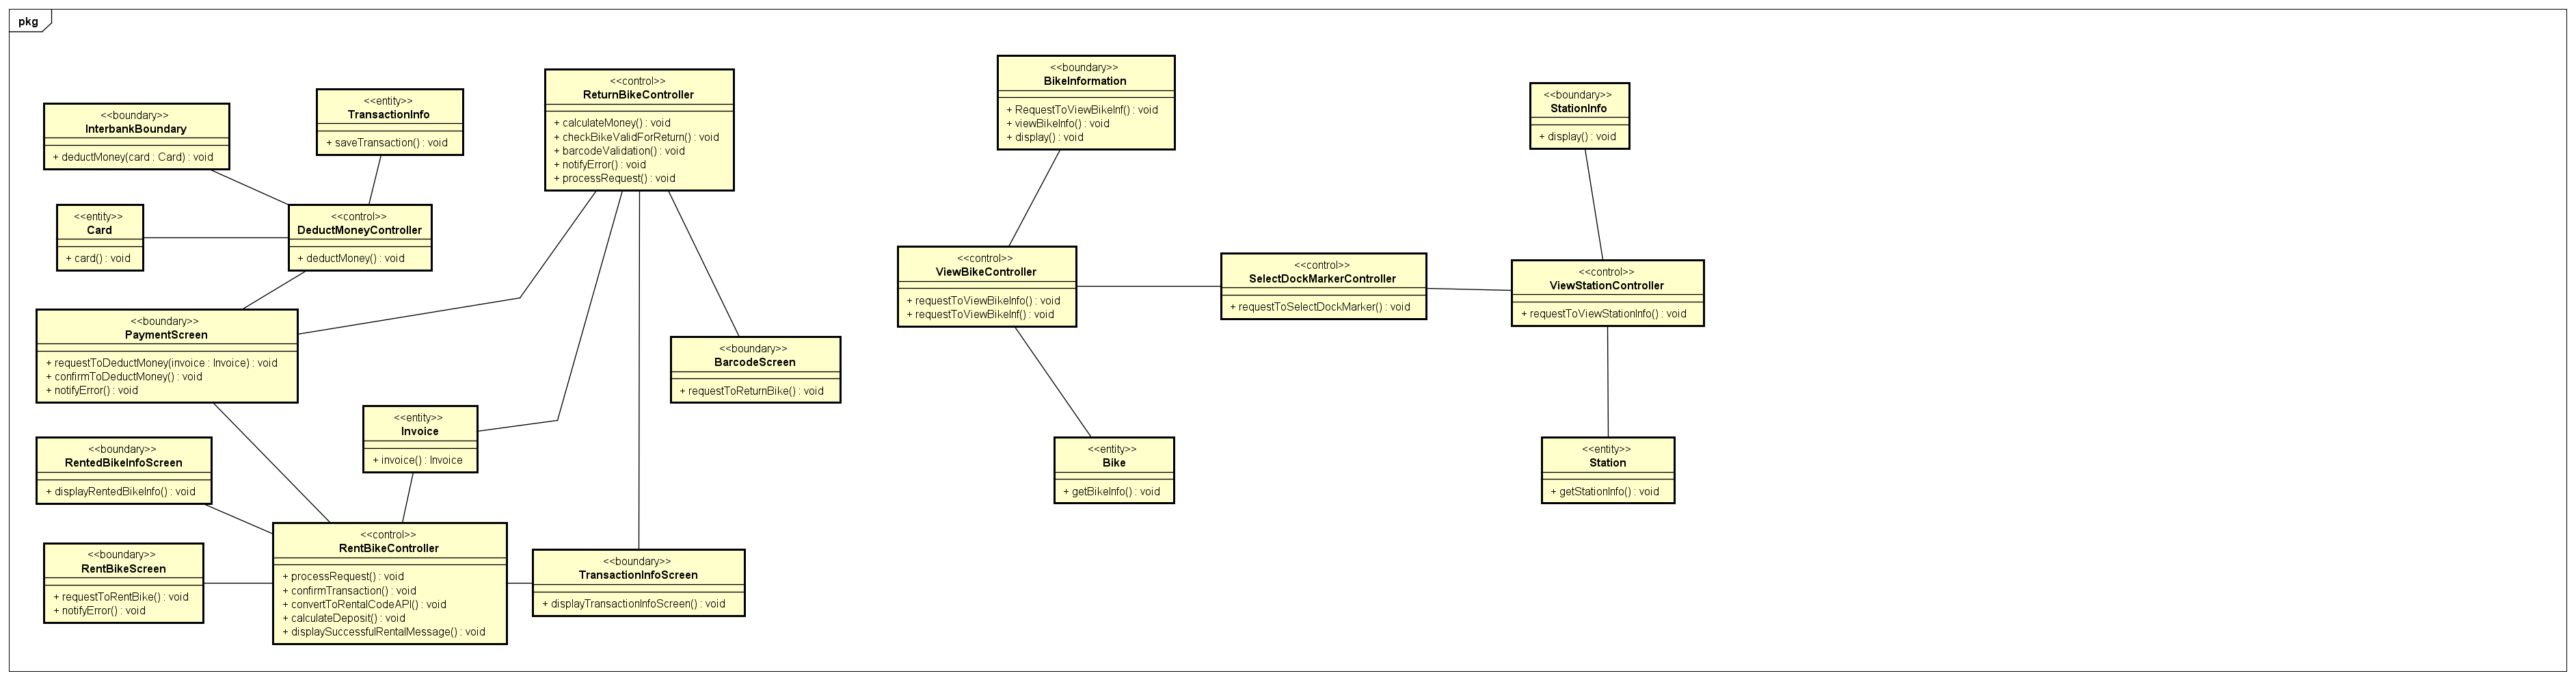 pkg
<<boundary>>
InterbankBoundary
+ deductMoney(card : Card) : void
<<entity>>
TransactionInfo
+ saveTransaction() : void
<<control>>
ReturnBikeController
+ calculateMoney() : void
+ checkBikeValidForReturn() : void
+ barcodeValidation() : void
+ notifyError() : void
+ processRequest() : void
<<entity>>
Card
+ card() : void
<<control>>
DeductMoneyController
+ deductMoney() : void
<<boundary>>
PaymentScreen
+ requestToDeductMoney(invoice : Invoice) : void
+ confirmToDeductMoney() : void
+ notifyError() : void
<<boundary>>
BarcodeScreen
+ requestToReturnBike() : void
<<entity>>
Invoice
+ invoice() : Invoice
<<boundary>>
RentedBikeInfoScreen
+ displayRentedBikeInfo() : void
<<boundary>>
RentBikeScreen
+ requestToRentBike() : void
+ notifyError() : void
<<control>>
RentBikeController
+ processRequest() : void
+ confirmTransaction() : void
+ convertToRentalCodeAPI() : void
+ calculateDeposit() : void
+ displaySuccessfulRentalMessage() : void
<<boundary>>
TransactionInfoScreen
+ displayTransactionInfoScreen() : void
<<boundary>>
BikeInformation
+ RequestToViewBikeInf() : void
+ viewBikeInfo() : void
+ display() : void
<<boundary>>
StationInfo
+ display() : void
<<control>>
ViewBikeController
+ requestToViewBikeInfo() : void
+ requestToViewBikeInf() : void
<<control>>
SelectDockMarkerController
+ requestToSelectDockMarker() : void
<<control>>
ViewStationController
+ requestToViewStationInfo() : void
<<entity>>
Bike
+ getBikeInfo() : void
<<entity>>
Station
+ getStationInfo() : void